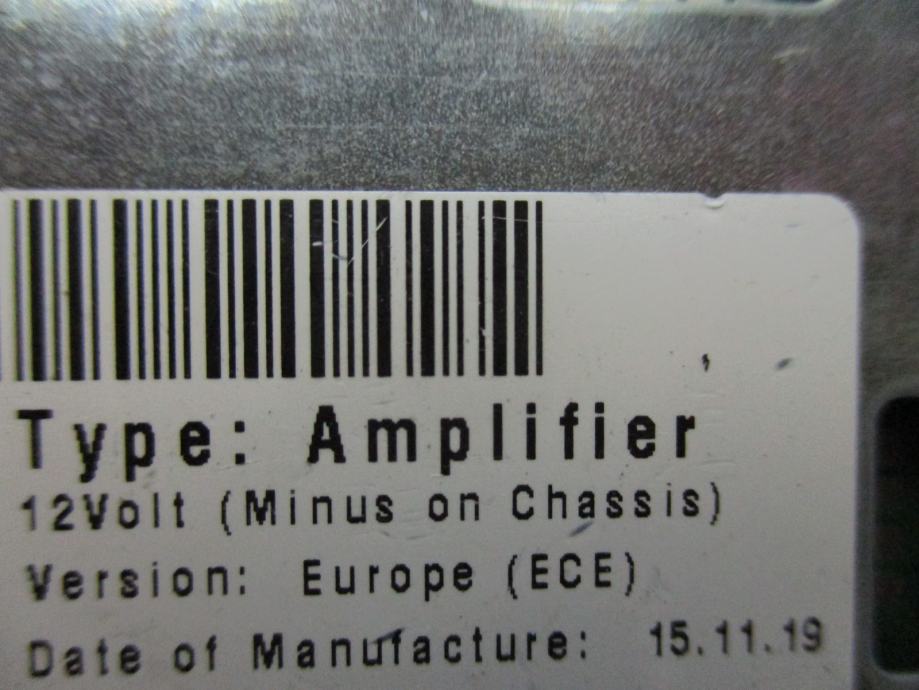 Type: Amplifier
12Volt (Minus on Chassis)
Version: Europe (ECE)
Date of Manufacture: 15.11.19